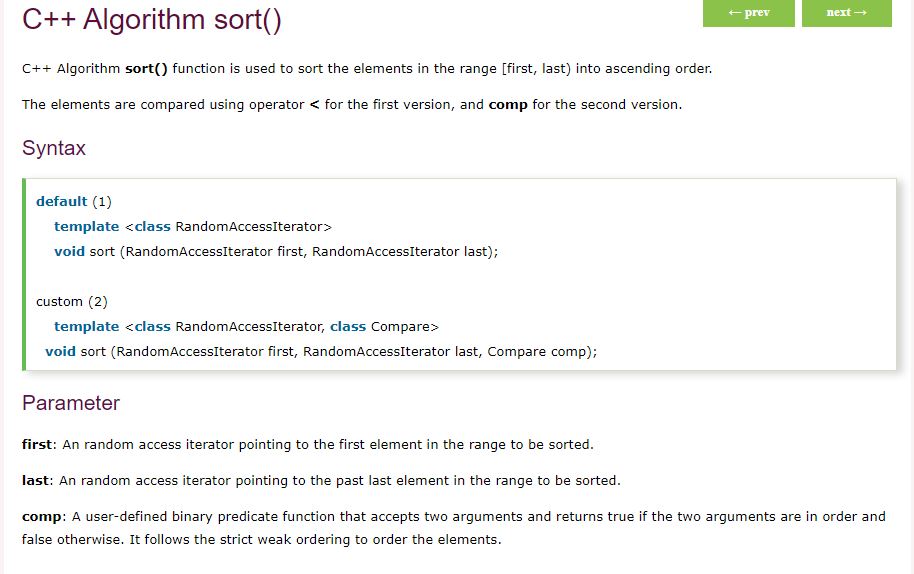 C++ Algorithm sort()
← prev
next →
C++ Algorithm sort() function is used to sort the elements in the range [first, last) into ascending order.
The elements are compared using operator < for the first version, and comp for the second version.
Syntax
default (1)
template <class RandomAccessIterator>
void sort (RandomAccessIterator first, RandomAccessIterator last);
custom (2)
template <class RandomAccessIterator, class Compare>
void sort (RandomAccessIterator first, RandomAccessIterator last, Compare comp);
Parameter
first: An random access iterator pointing to the first element in the range to be sorted.
last: An random access iterator pointing to the past last element in the range to be sorted.
comp: A user-defined binary predicate function that accepts two arguments and returns true if the two arguments are in order and
false otherwise. It follows the strict weak ordering to order the elements.